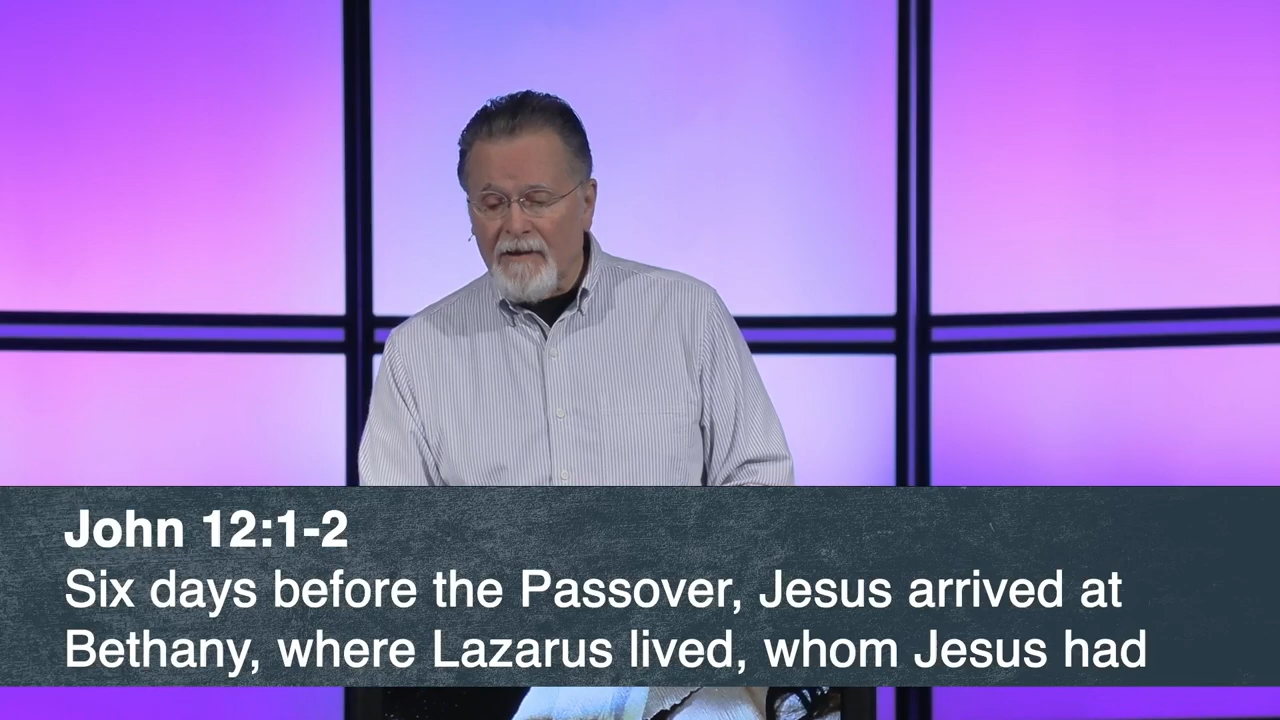 John 12:1-2
Six days before the Passover, Jesus arrived at
Bethany, where Lazarus lived, whom Jesus had